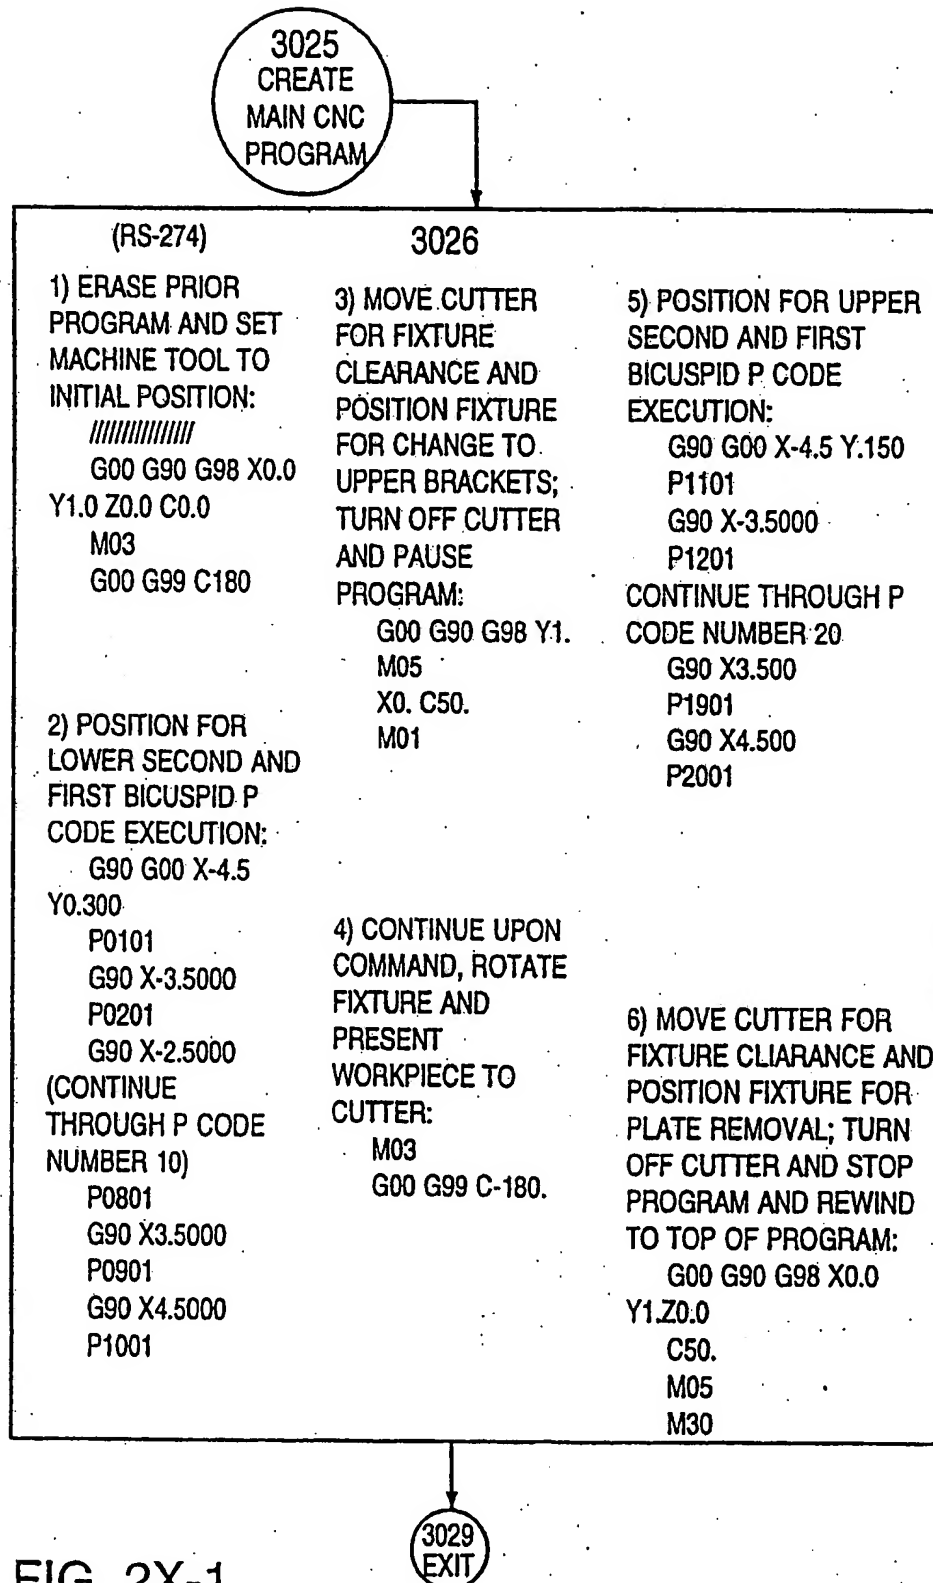 3025
CREATE
MAIN CNC
PROGRAM
(RS-274)
3026
1) ERASE PRIOR
PROGRAM AND SET
MACHINE TOOL TO
INITIAL POSITION:
////////////////
G00 G90 G98 X0.0
Y1.0 Z0.0 C0.0
M03
G00 G99 C180
2) POSITION FOR
LOWER SECOND AND
FIRST BICUSPID P
CODE EXECUTION:
G90 G00 X-4.5
Y0.300
P0101
G90 X-3.5000
P0201
G90 X-2.5000
(CONTINUE
THROUGH P CODE
NUMBER 10)
P0801
G90 X3.5000
P0901
G90 X4.5000
P1001
3) MOVE CUTTER
FOR FIXTURE
CLEARANCE AND
POSITION FIXTURE
FOR CHANGE TO
UPPER BRACKETS;
TURN OFF CUTTER
AND PAUSE
PROGRAM:
G00 G90 G98 Y1.
M05
X0. C50.
M01
4) CONTINUE UPON
COMMAND, ROTATE
FIXTURE AND
PRESENT
WORKPIECE TO
CUTTER:
M03
G00 G99 C-180.
5) POSITION FOR UPPER
SECOND AND FIRST
BICUSPID P CODE
EXECUTION:
G90 G00 X-4.5 Y.150
P1101
G90 X-3.5000
P1201
CONTINUE THROUGH P
CODE NUMBER 20
G90 X3.500
P1901
G90 X4.500
P2001
6) MOVE CUTTER FOR
FIXTURE CLIARANCE AND
POSITION FIXTURE FOR
PLATE REMOVAL; TURN
OFF CUTTER AND STOP
PROGRAM AND REWIND
TO TOP OF PROGRAM:
G00 G90 G98 X0.0
Y1.Z0.0
C50.
M05
M30
3029
EXIT
FIG. 2X-1